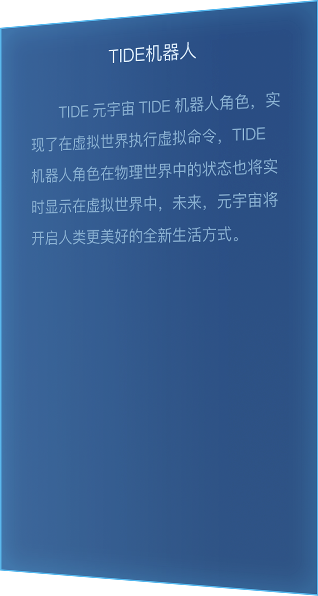 TIDE机器人
TIDE 元宇宙 TIDE 机器人角色，实
现了在虚拟世界执行虚拟命令，TIDE
机器人角色在物理世界中的状态也将实
时显示在虚拟世界中，未来，元宇宙将
开启人类更美好的全新生活方式。